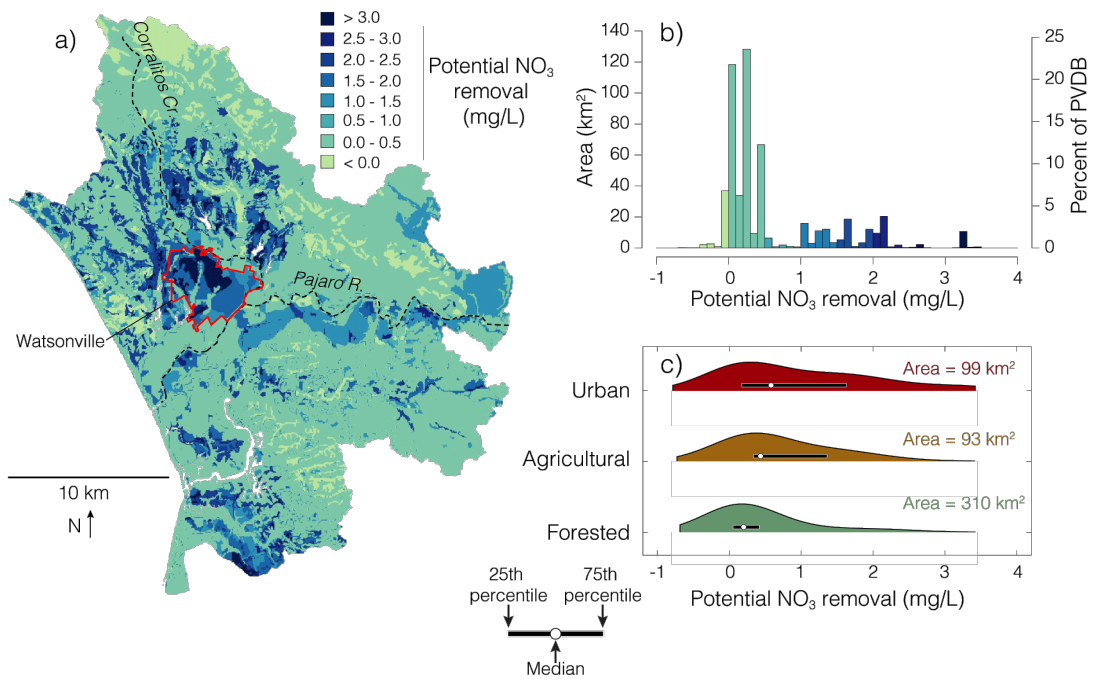 a)
Corralitos Cr.
> 3.0
2.5 - 3.0
2.0 - 2.5
1.5 - 2.0
1.0 - 1.5
0.5 - 1.0
0.0 - 0.5
< 0.0
Potential NO₃
removal
(mg/L)
Pajaro R.
Watsonville
10 km
N
b)
140
120
100
80
60
40
20
0
Area (km²)
25
20
15
10
5
0
Percent of PVDB
-1 0 1 2 3 4
Potential NO₃ removal (mg/L)
c)
Urban
Area = 99 km²
Agricultural
Area = 93 km²
Forested
Area = 310 km²
-1 0 1 2 3 4
Potential NO₃ removal (mg/L)
25th
percentile
75th
percentile
Median